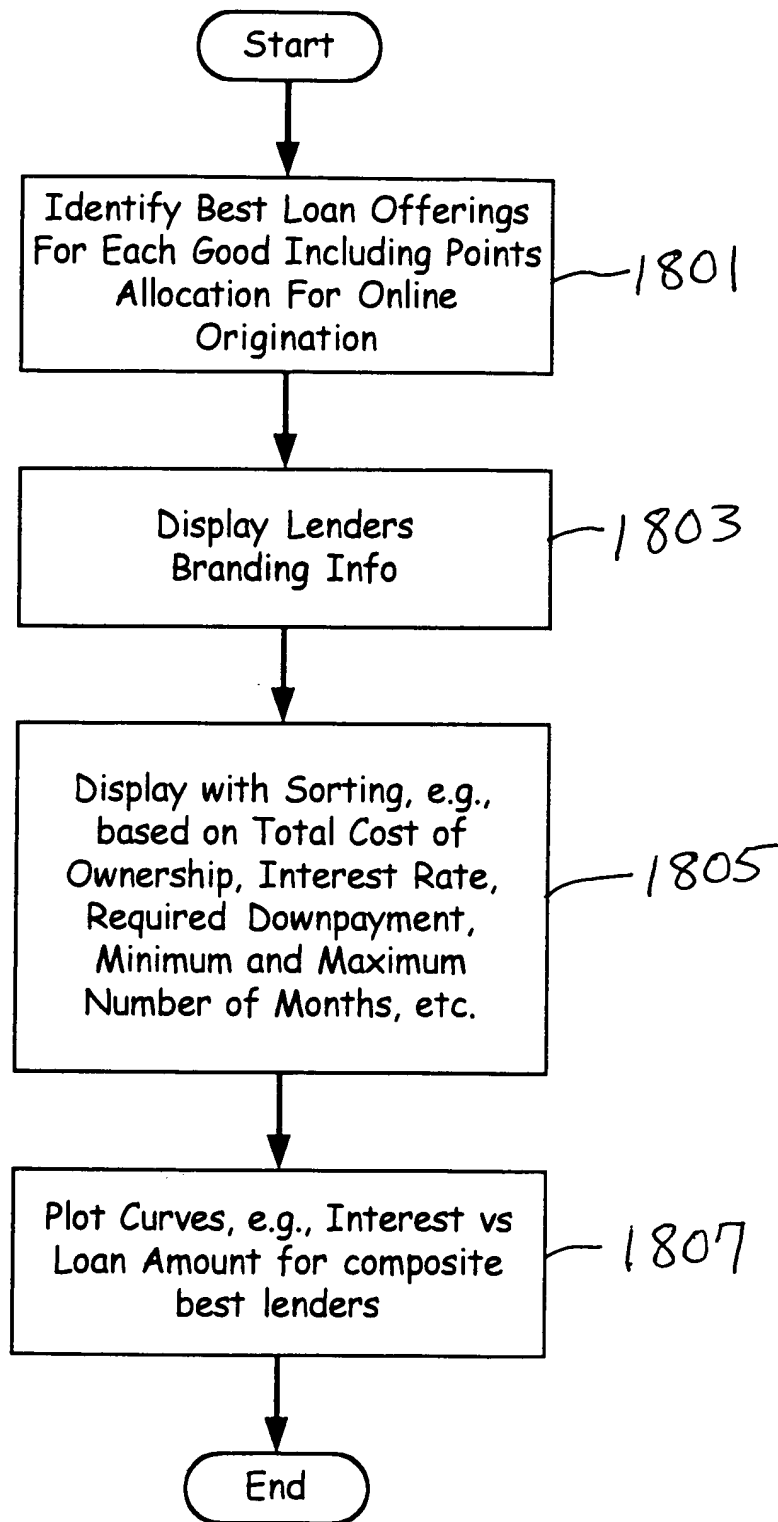 Start
Identify Best Loan Offerings
For Each Good Including Points
Allocation For Online
Origination
1801
Display Lenders
Branding Info
1803
Display with Sorting, e.g.,
based on Total Cost of
Ownership, Interest Rate,
Required Downpayment,
Minimum and Maximum
Number of Months, etc.
1805
Plot Curves, e.g., Interest vs
Loan Amount for composite
best lenders
1807
End